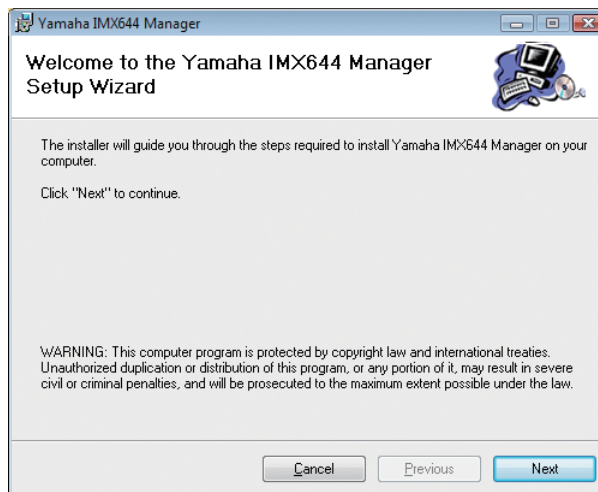 Yamaha IMX644 Manager
Welcome to the Yamaha IMX644 Manager
Setup Wizard
The installer will guide you through the steps required to install Yamaha IMX644 Manager on your
computer.
Click "Next" to continue.
WARNING: This computer program is protected by copyright law and international treaties.
Unauthorized duplication or distribution of this program, or any portion of it, may result in severe
civil or criminal penalties, and will be prosecuted to the maximum extent possible under the law.
Cancel Previous Next